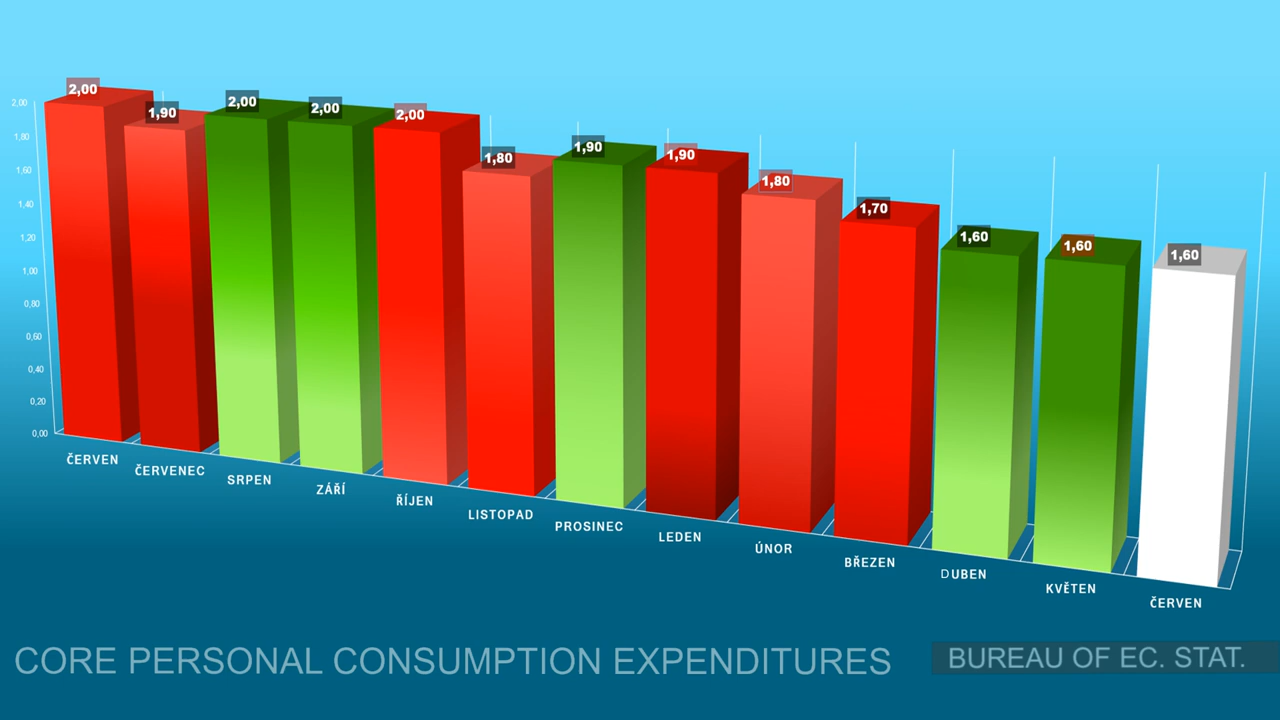 2,00
1,90
2,00
2,00
2,00
1,80
1,90
1,90
1,80
1,70
1,60
1,60
1,60
2,00
1,80
1,60
1,40
1,20
1,00
0,80
0,60
0,40
0,20
0,00
ČERVEN
ČERVENEC
SRPEN
ZÁŘÍ
ŘÍJEN
LISTOPAD
PROSINEC
LEDEN
ÚNOR
BŘEZEN
DUBEN
KVĚTEN
ČERVEN
CORE PERSONAL CONSUMPTION EXPENDITURES
BUREAU OF EC. STAT.